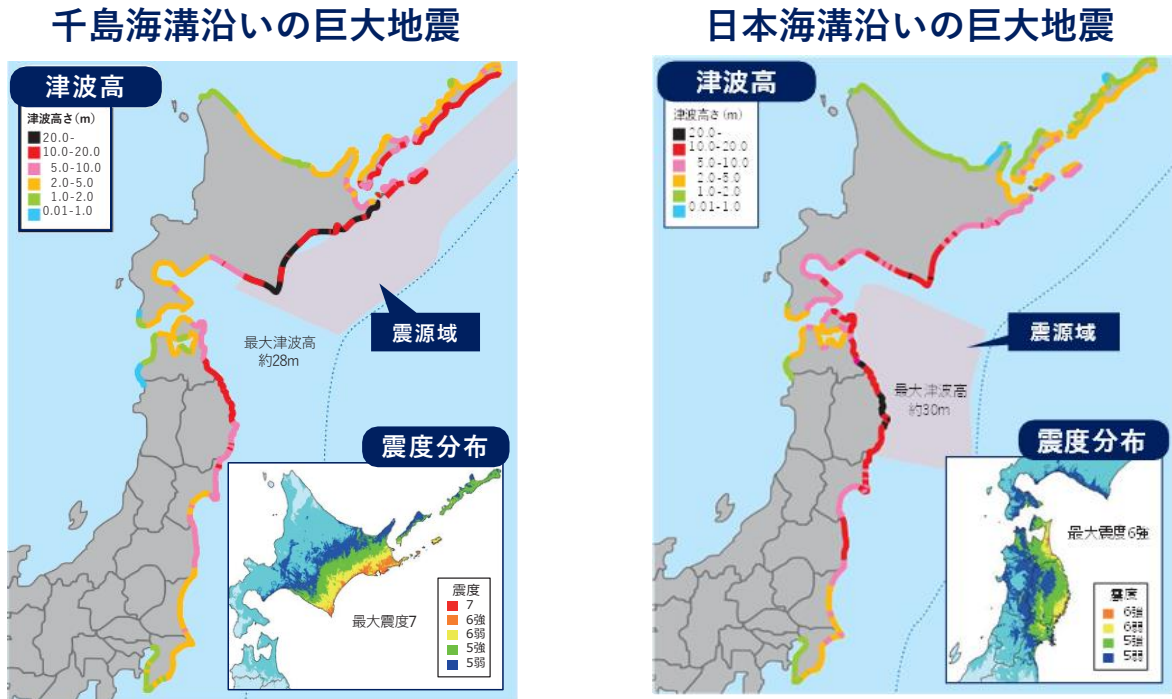 千島海溝沿いの巨大地震
津波高
津波高さ(m)
20.0-
10.0-20.0
5.0-10.0
2.0-5.0
1.0-2.0
0.01-1.0
最大津波高
約28m
震源域
震度分布
最大震度7
震度
7
6強
6弱
5強
5弱
日本海溝沿いの巨大地震
津波高
津波高さ(m)
20.0-
10.0-20.0
5.0-10.0
2.0-5.0
1.0-2.0
0.01-1.0
震源域
最大津波高
約30m
震度分布
最大震度6強
震度
6強
6弱
5強
5弱